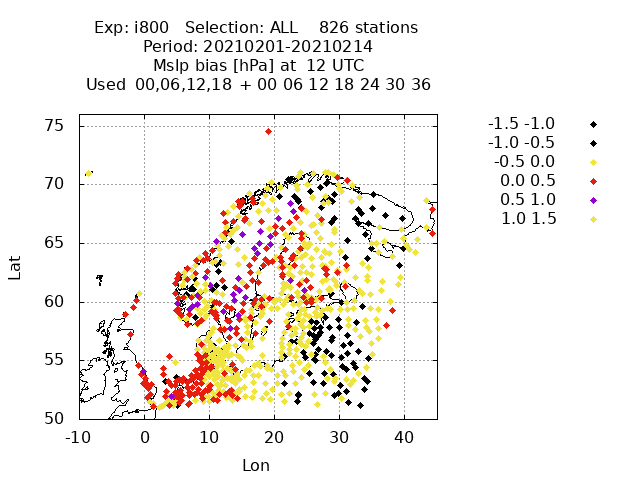 Exp: i800 Selection: ALL 826 stations
Period: 20210201-20210214
Mslp bias [hPa] at 12 UTC
Used 00,06,12,18 + 00 06 12 18 24 30 36
75
70
65
60
55
50
-10 0 10 20 30 40
Lat
Lon
-1.5 -1.0
-1.0 -0.5
-0.5 0.0
0.0 0.5
0.5 1.0
1.0 1.5